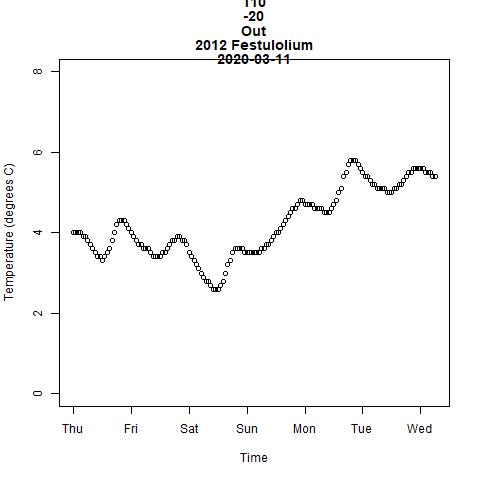 110
-20
Out
2012 Festulolium
2020-03-11
Temperature (degrees C)
8
6
4
2
0
Thu Fri Sat Sun Mon Tue Wed
Time